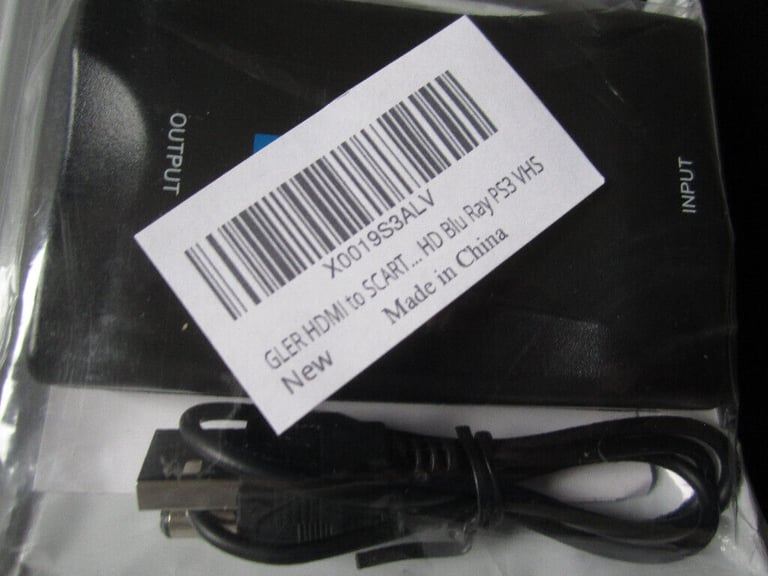 OUTPUT
INPUT
X0019S3ALV
GLER HDMI to SCART... HD Blu Ray PS3 VHS
New
Made in China